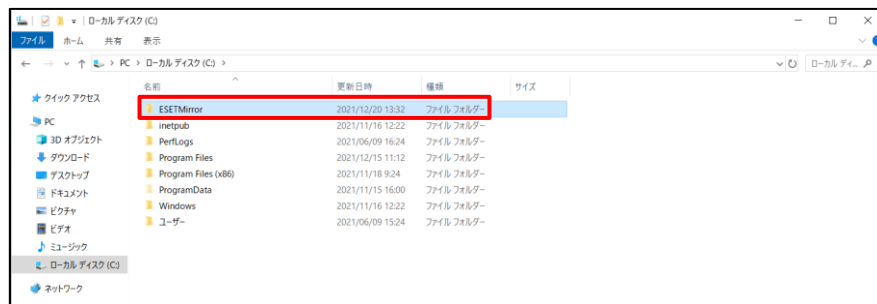 ローカル ディスク (C:)
ファイル ホーム 共有 表示
PC › ローカル ディスク (C:) › ローカル ディ...
名前 更新日時 種類 サイズ
クイック アクセス
PC
3D オブジェクト
ダウンロード
デスクトップ
ドキュメント
ピクチャ
ビデオ
ミュージック
ローカル ディスク (C:)
ネットワーク
ESETMirror 2021/12/20 13:32 ファイル フォルダー
inetpub 2021/11/16 12:22 ファイル フォルダー
PerfLogs 2021/06/09 16:24 ファイル フォルダー
Program Files 2021/12/15 11:12 ファイル フォルダー
Program Files (x86) 2021/11/18 9:24 ファイル フォルダー
ProgramData 2021/11/15 16:00 ファイル フォルダー
Windows 2021/11/16 12:22 ファイル フォルダー
ユーザー 2021/06/09 15:24 ファイル フォルダー